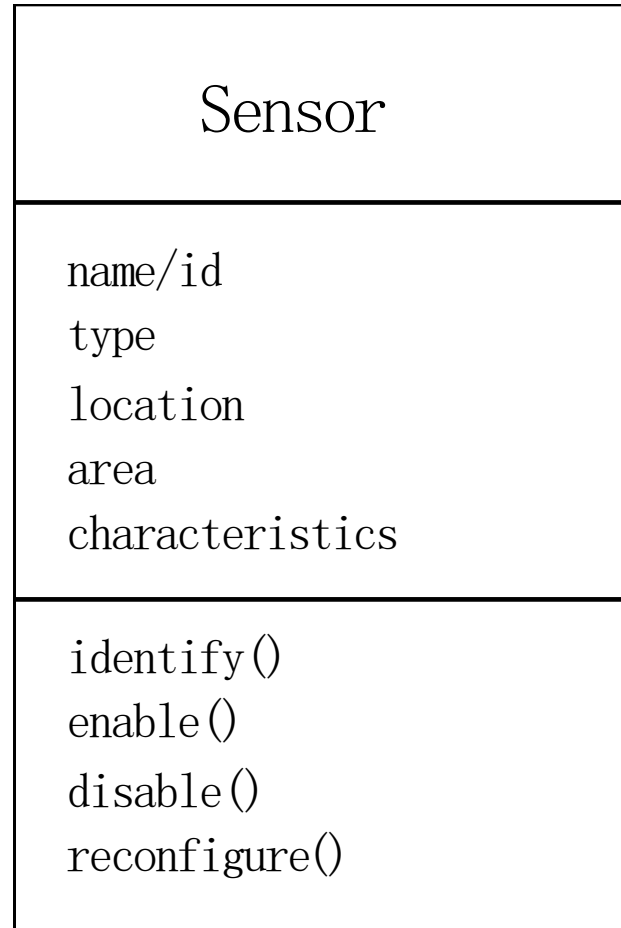 Sensor
name/id
type
location
area
characteristics
identify()
enable()
disable()
reconfigure()